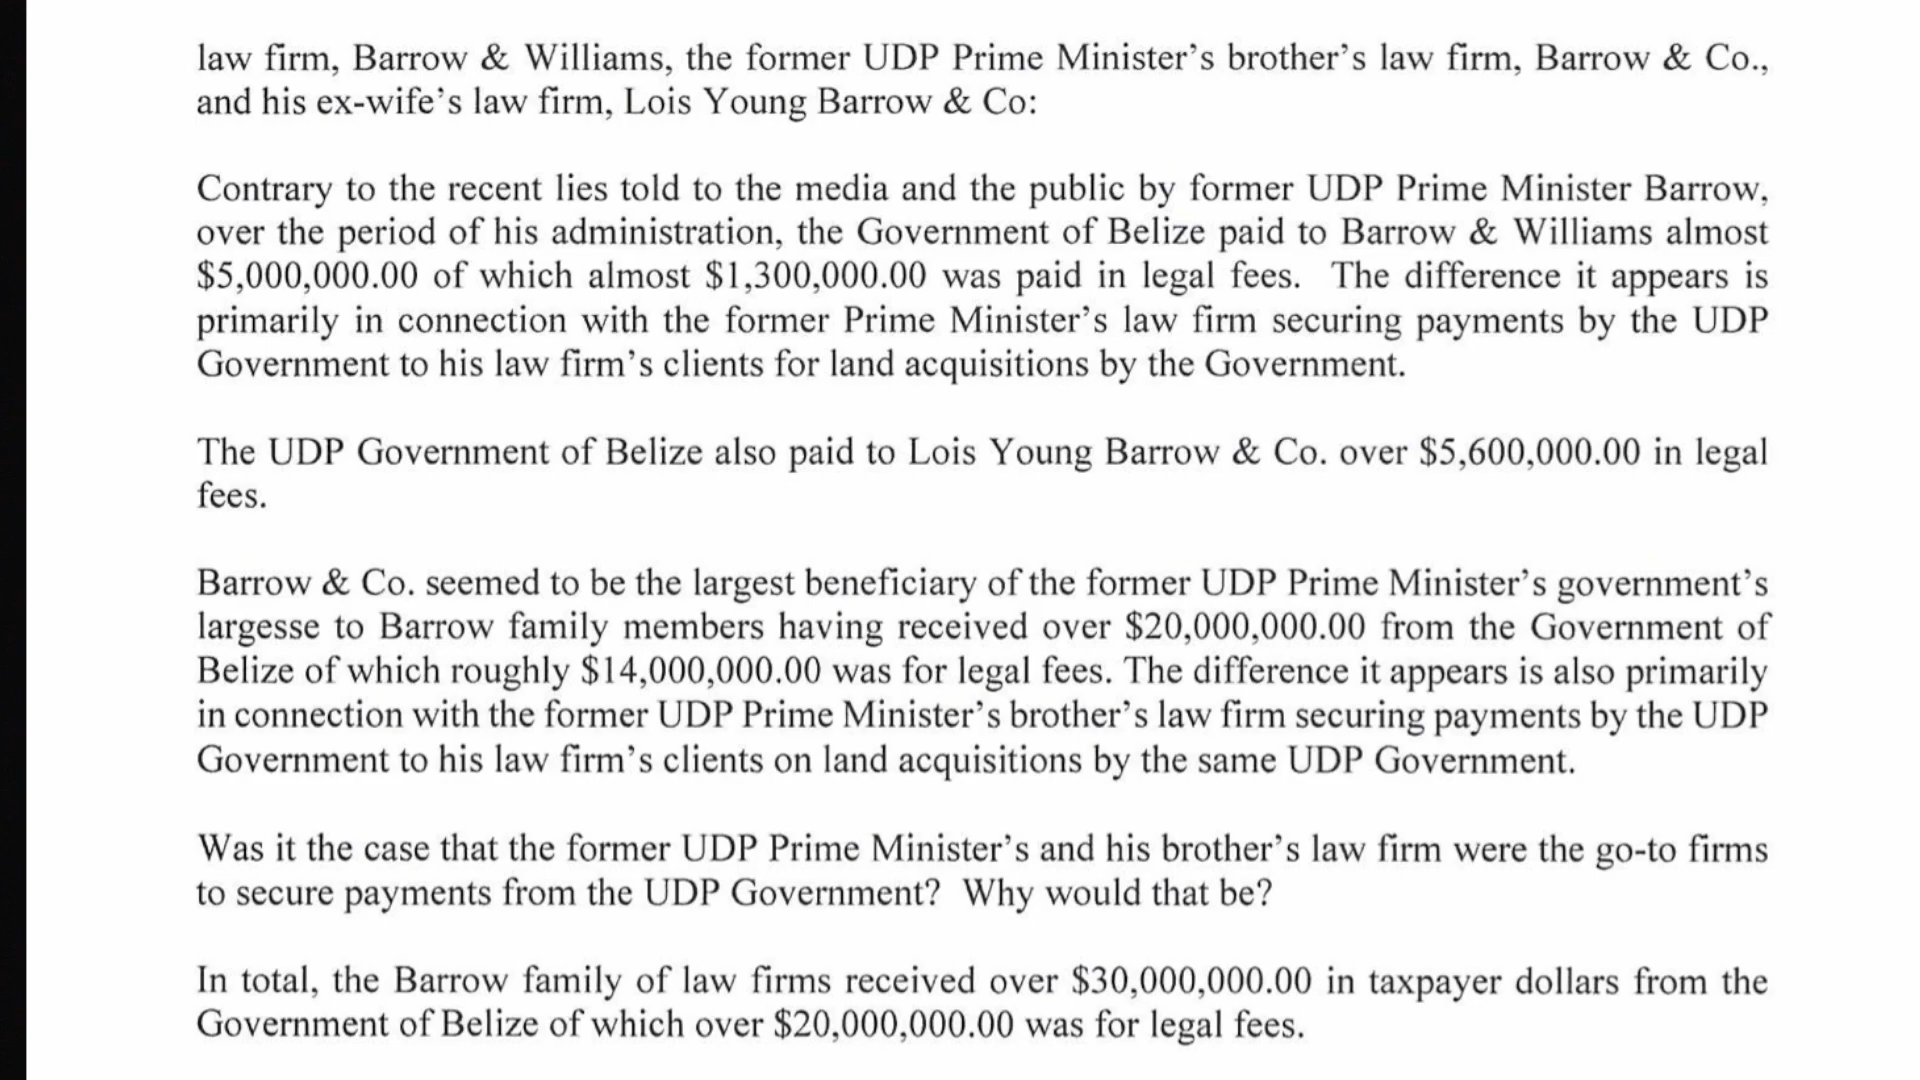 law firm, Barrow & Williams, the former UDP Prime Minister’s brother’s law firm, Barrow & Co.,
and his ex-wife’s law firm, Lois Young Barrow & Co:
Contrary to the recent lies told to the media and the public by former UDP Prime Minister Barrow,
over the period of his administration, the Government of Belize paid to Barrow & Williams almost
$5,000,000.00 of which almost $1,300,000.00 was paid in legal fees.  The difference it appears is
primarily in connection with the former Prime Minister’s law firm securing payments by the UDP
Government to his law firm’s clients for land acquisitions by the Government.
The UDP Government of Belize also paid to Lois Young Barrow & Co. over $5,600,000.00 in legal
fees.
Barrow & Co. seemed to be the largest beneficiary of the former UDP Prime Minister’s government’s
largesse to Barrow family members having received over $20,000,000.00 from the Government of
Belize of which roughly $14,000,000.00 was for legal fees. The difference it appears is also primarily
in connection with the former UDP Prime Minister’s brother’s law firm securing payments by the UDP
Government to his law firm’s clients on land acquisitions by the same UDP Government.
Was it the case that the former UDP Prime Minister’s and his brother’s law firm were the go-to firms
to secure payments from the UDP Government?  Why would that be?
In total, the Barrow family of law firms received over $30,000,000.00 in taxpayer dollars from the
Government of Belize of which over $20,000,000.00 was for legal fees.